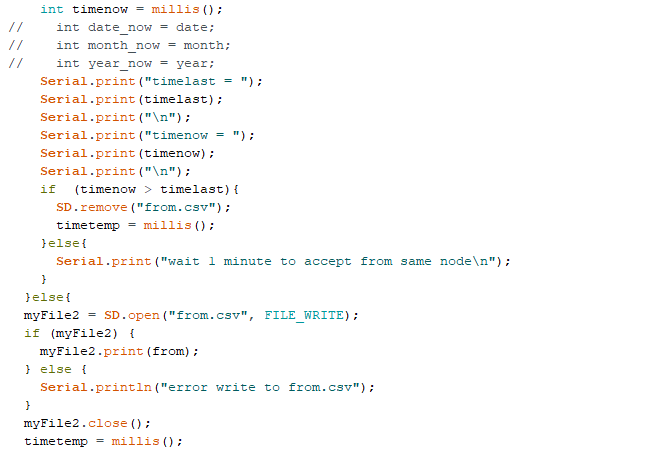 int timenow = millis();
//    int date_now = date;
//    int month_now = month;
//    int year_now = year;
Serial.print("timelast = ");
Serial.print(timelast);
Serial.print("\n");
Serial.print("timenow = ");
Serial.print(timenow);
Serial.print("\n");
if  (timenow > timelast){
SD.remove("from.csv");
timetemp = millis();
}else{
Serial.print("wait 1 minute to accept from same node\n");
}
}else{
myFile2 = SD.open("from.csv", FILE_WRITE);
if (myFile2) {
myFile2.print(from);
} else {
Serial.println("error write to from.csv");
}
myFile2.close();
timetemp = millis();